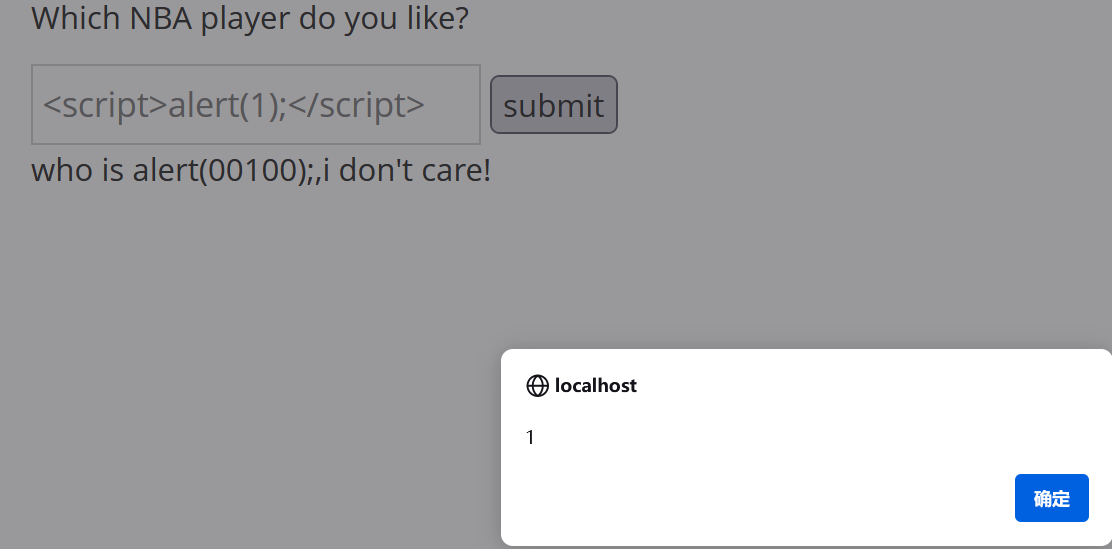 Which NBA player do you like?
<script>alert(1);</script>
submit
who is alert(00100);,i don't care!
localhost
1
确定